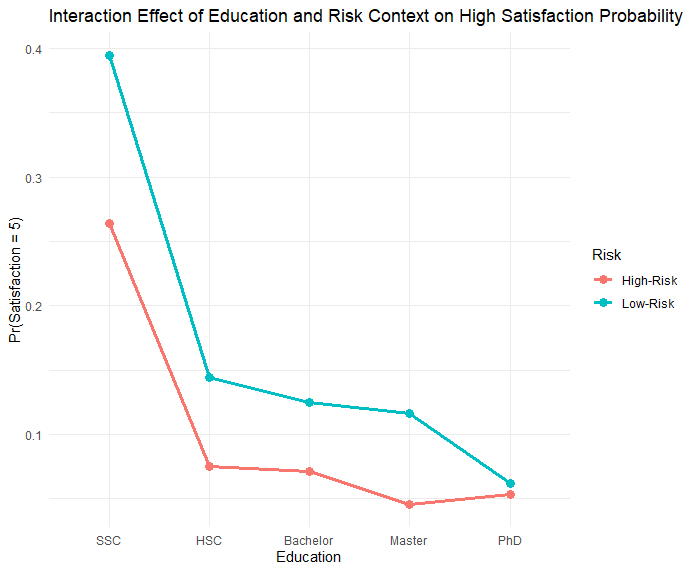 Interaction Effect of Education and Risk Context on High Satisfaction Probability
Pr(Satisfaction = 5)
0.4
0.3
0.2
0.1
SSC HSC Bachelor Master PhD
Education
Risk
High-Risk
Low-Risk